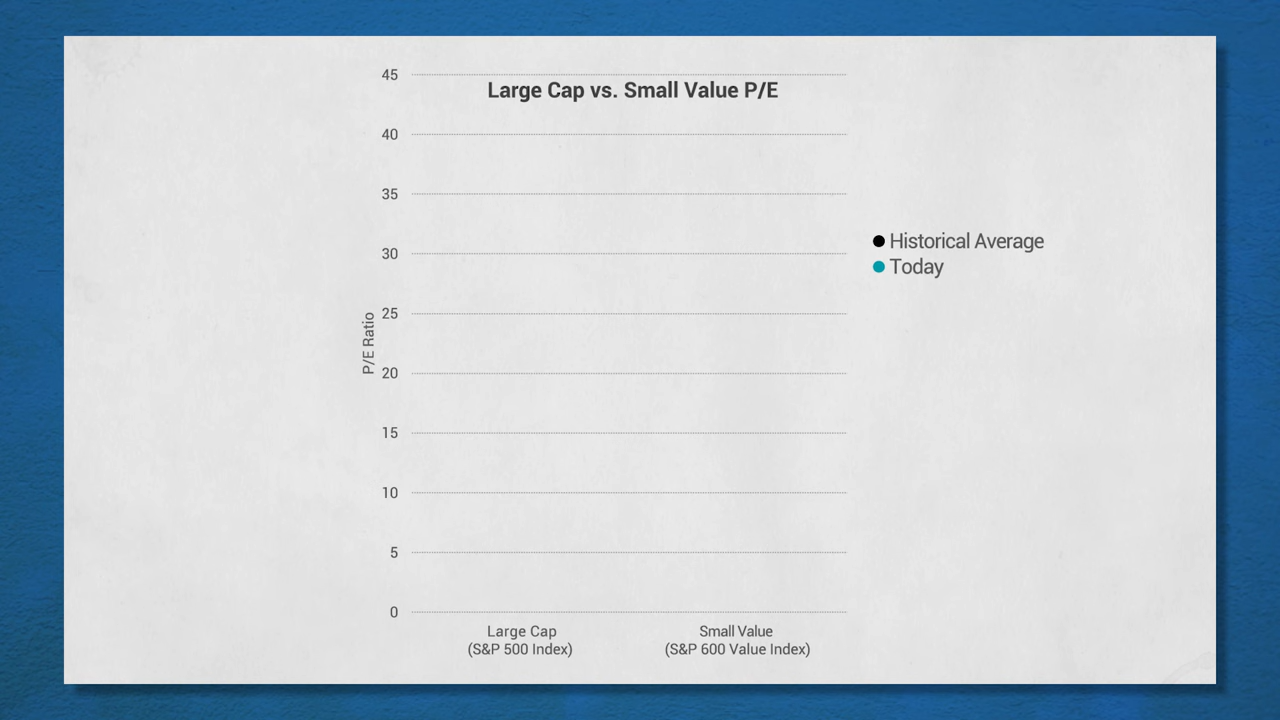 Large Cap vs. Small Value P/E
45
40
35
30
25
20
15
10
5
0
P/E Ratio
Historical Average
Today
Large Cap
(S&P 500 Index)
Small Value
(S&P 600 Value Index)